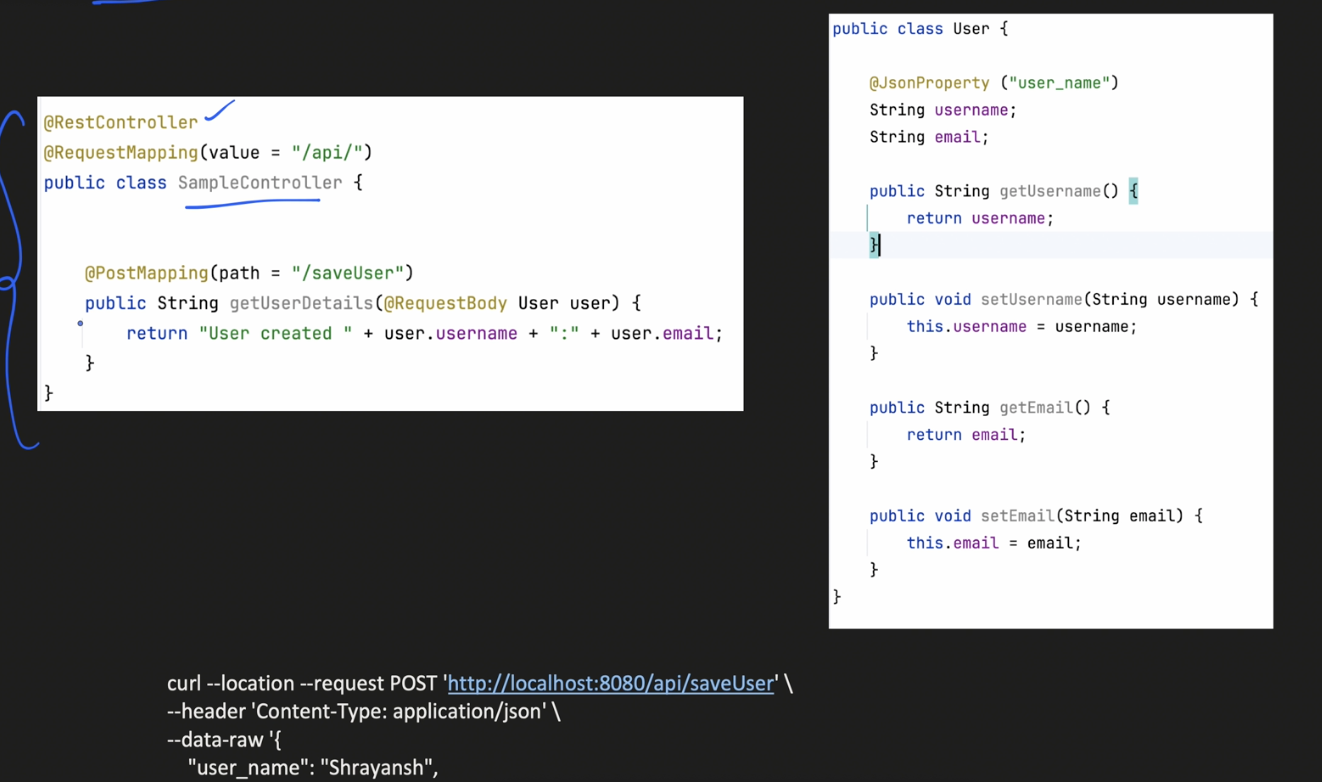 @RestController
@RequestMapping(value = "/api/")
public class SampleController {
@PostMapping(path = "/saveUser")
public String getUserDetails(@RequestBody User user) {
return "User created " + user.username + ":" + user.email;
}
}
public class User {
@JsonProperty ("user_name")
String username;
String email;
public String getUsername() {
return username;
}
public void setUsername(String username) {
this.username = username;
}
public String getEmail() {
return email;
}
public void setEmail(String email) {
this.email = email;
}
}
curl --location --request POST 'http://localhost:8080/api/saveUser' \
--header 'Content-Type: application/json' \
--data-raw '{
"user_name": "Shrayansh",